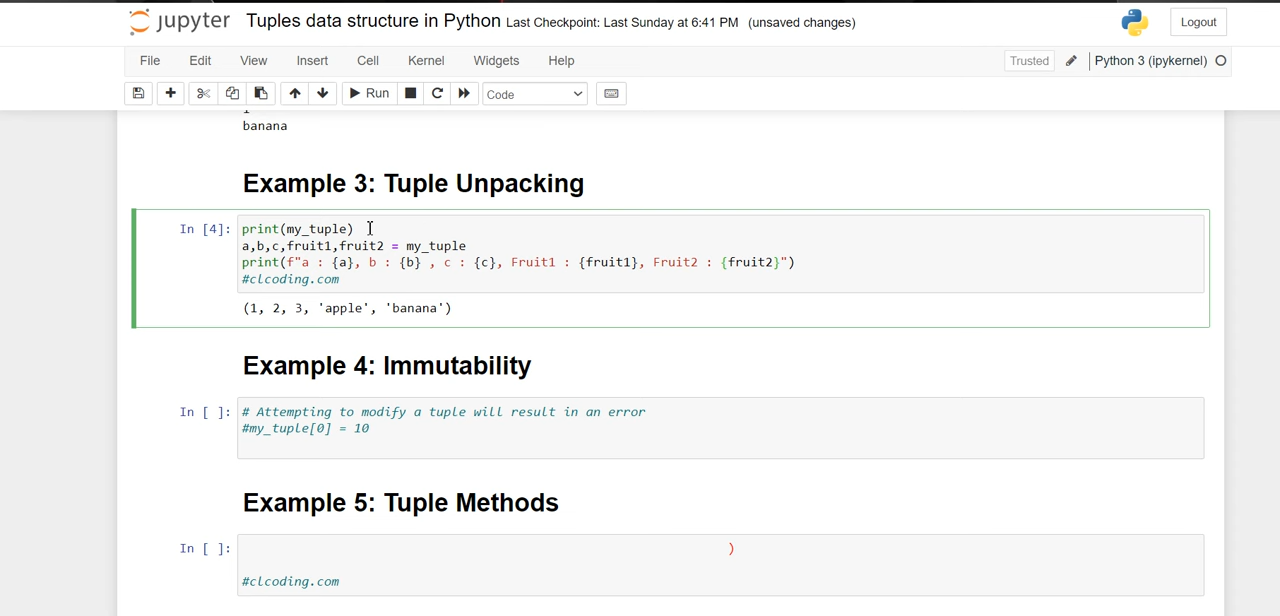 jupyter Tuples data structure in Python Last Checkpoint: Last Sunday at 6:41 PM (unsaved changes) Logout
File Edit View Insert Cell Kernel Widgets Help Trusted Python 3 (ipykernel)
Run Code
banana
Example 3: Tuple Unpacking
In [4]: print(my_tuple)
a,b,c,fruit1,fruit2 = my_tuple
print(f"a : {a}, b : {b} , c : {c}, Fruit1 : {fruit1}, Fruit2 : {fruit2}")
#clcoding.com
(1, 2, 3, 'apple', 'banana')
Example 4: Immutability
In [ ]: # Attempting to modify a tuple will result in an error
#my_tuple[0] = 10
Example 5: Tuple Methods
In [ ]: )
#clcoding.com